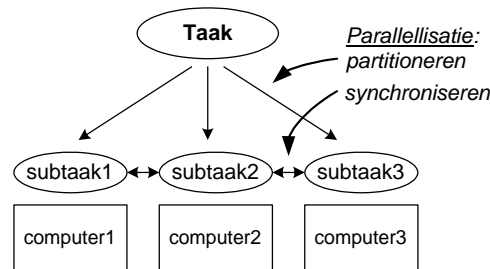 Taak
Parallellisatie:
partitioneren
synchroniseren
subtaak1
subtaak2
subtaak3
computer1
computer2
computer3